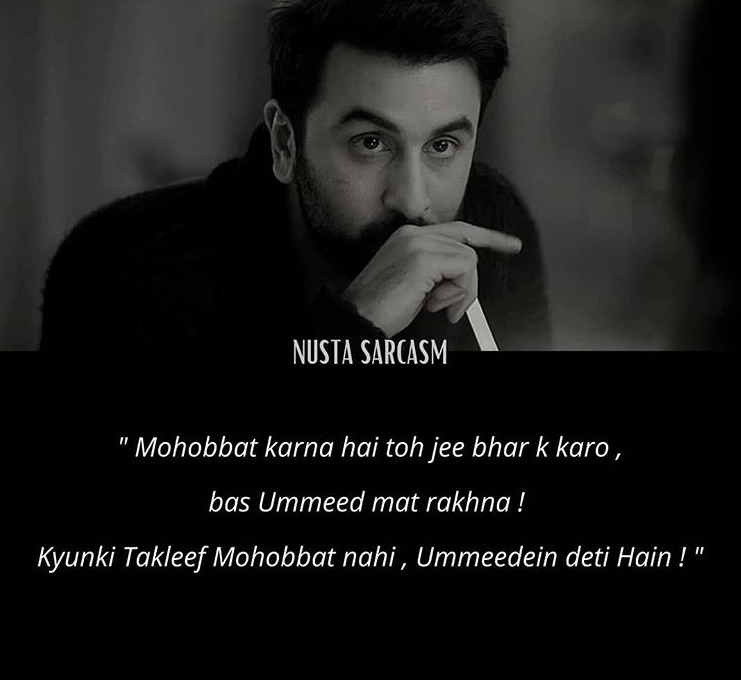 NUSTA SARCASM
" Mohobbat karna hai toh jee bhar k karo ,
bas Ummeed mat rakhna !
Kyunki Takleef Mohobbat nahi , Ummeedein deti Hain ! "